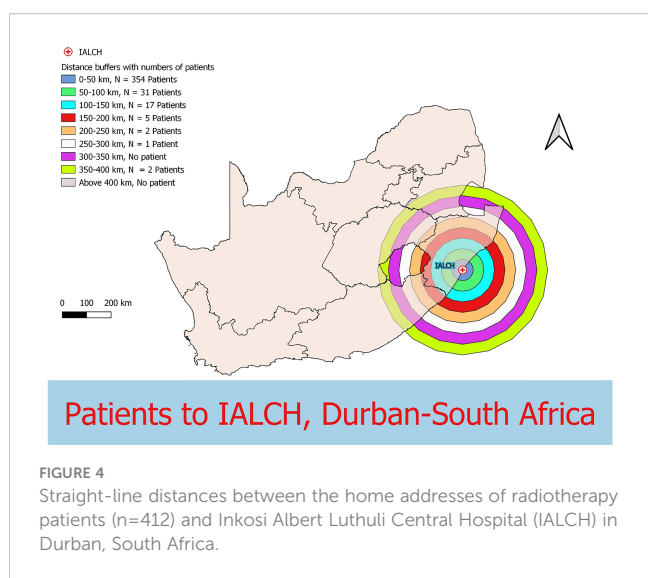 IALCH
Distance buffers with numbers of patients
0-50 km, N = 354 Patients
50-100 km, N = 31 Patients
100-150 km, N = 17 Patients
150-200 km, N = 5 Patients
200-250 km, N = 2 Patients
250-300 km, N = 1 Patient
300-350 km, No patient
350-400 km, N  = 2 Patients
Above 400 km, No patient
IALCH
0 100 200 km
Patients to IALCH, Durban-South Africa
FIGURE 4
Straight-line distances between the home addresses of radiotherapy
patients (n=412) and Inkosi Albert Luthuli Central Hospital (IALCH) in
Durban, South Africa.